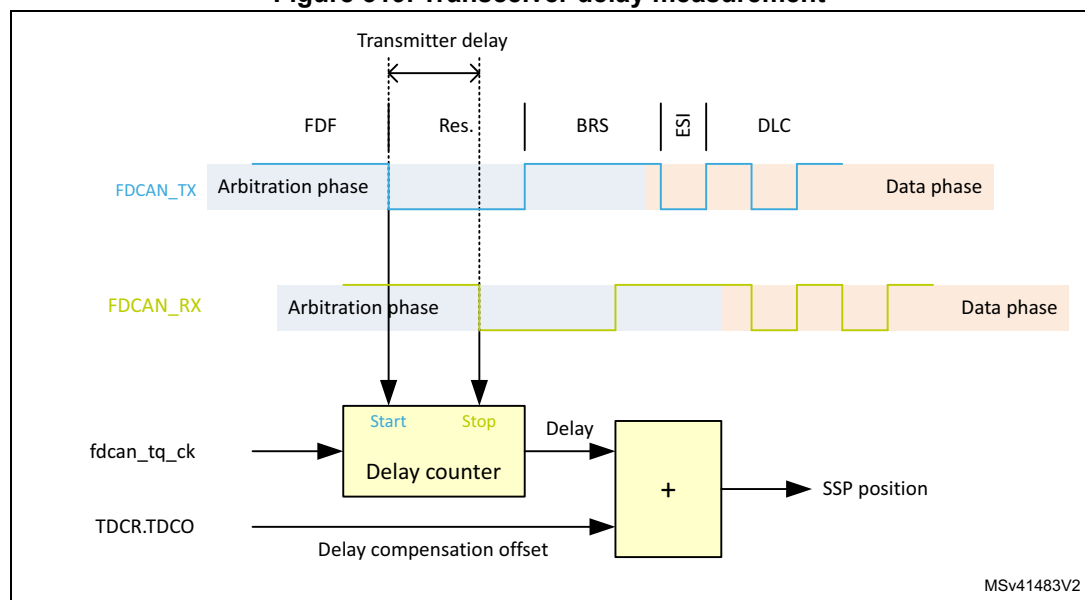 Figure Transceiver delay measurement
Transmitter delay
FDF Res. BRS ESI DLC
FDCAN_TX Arbitration phase Data phase
FDCAN_RX Arbitration phase Data phase
Start Stop
fdcan_tq_ck Delay
Delay counter + SSP position
TDCR.TDCO
Delay compensation offset
MSv41483V2